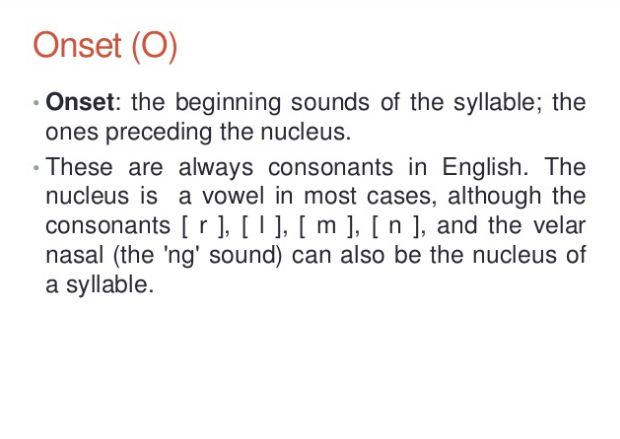 Onset (O)
• Onset: the beginning sounds of the syllable; the
ones preceding the nucleus.
• These are always consonants in English. The
nucleus is a vowel in most cases, although the
consonants [ r ], [ l ], [ m ], [ n ], and the velar
nasal (the 'ng' sound) can also be the nucleus of
a syllable.